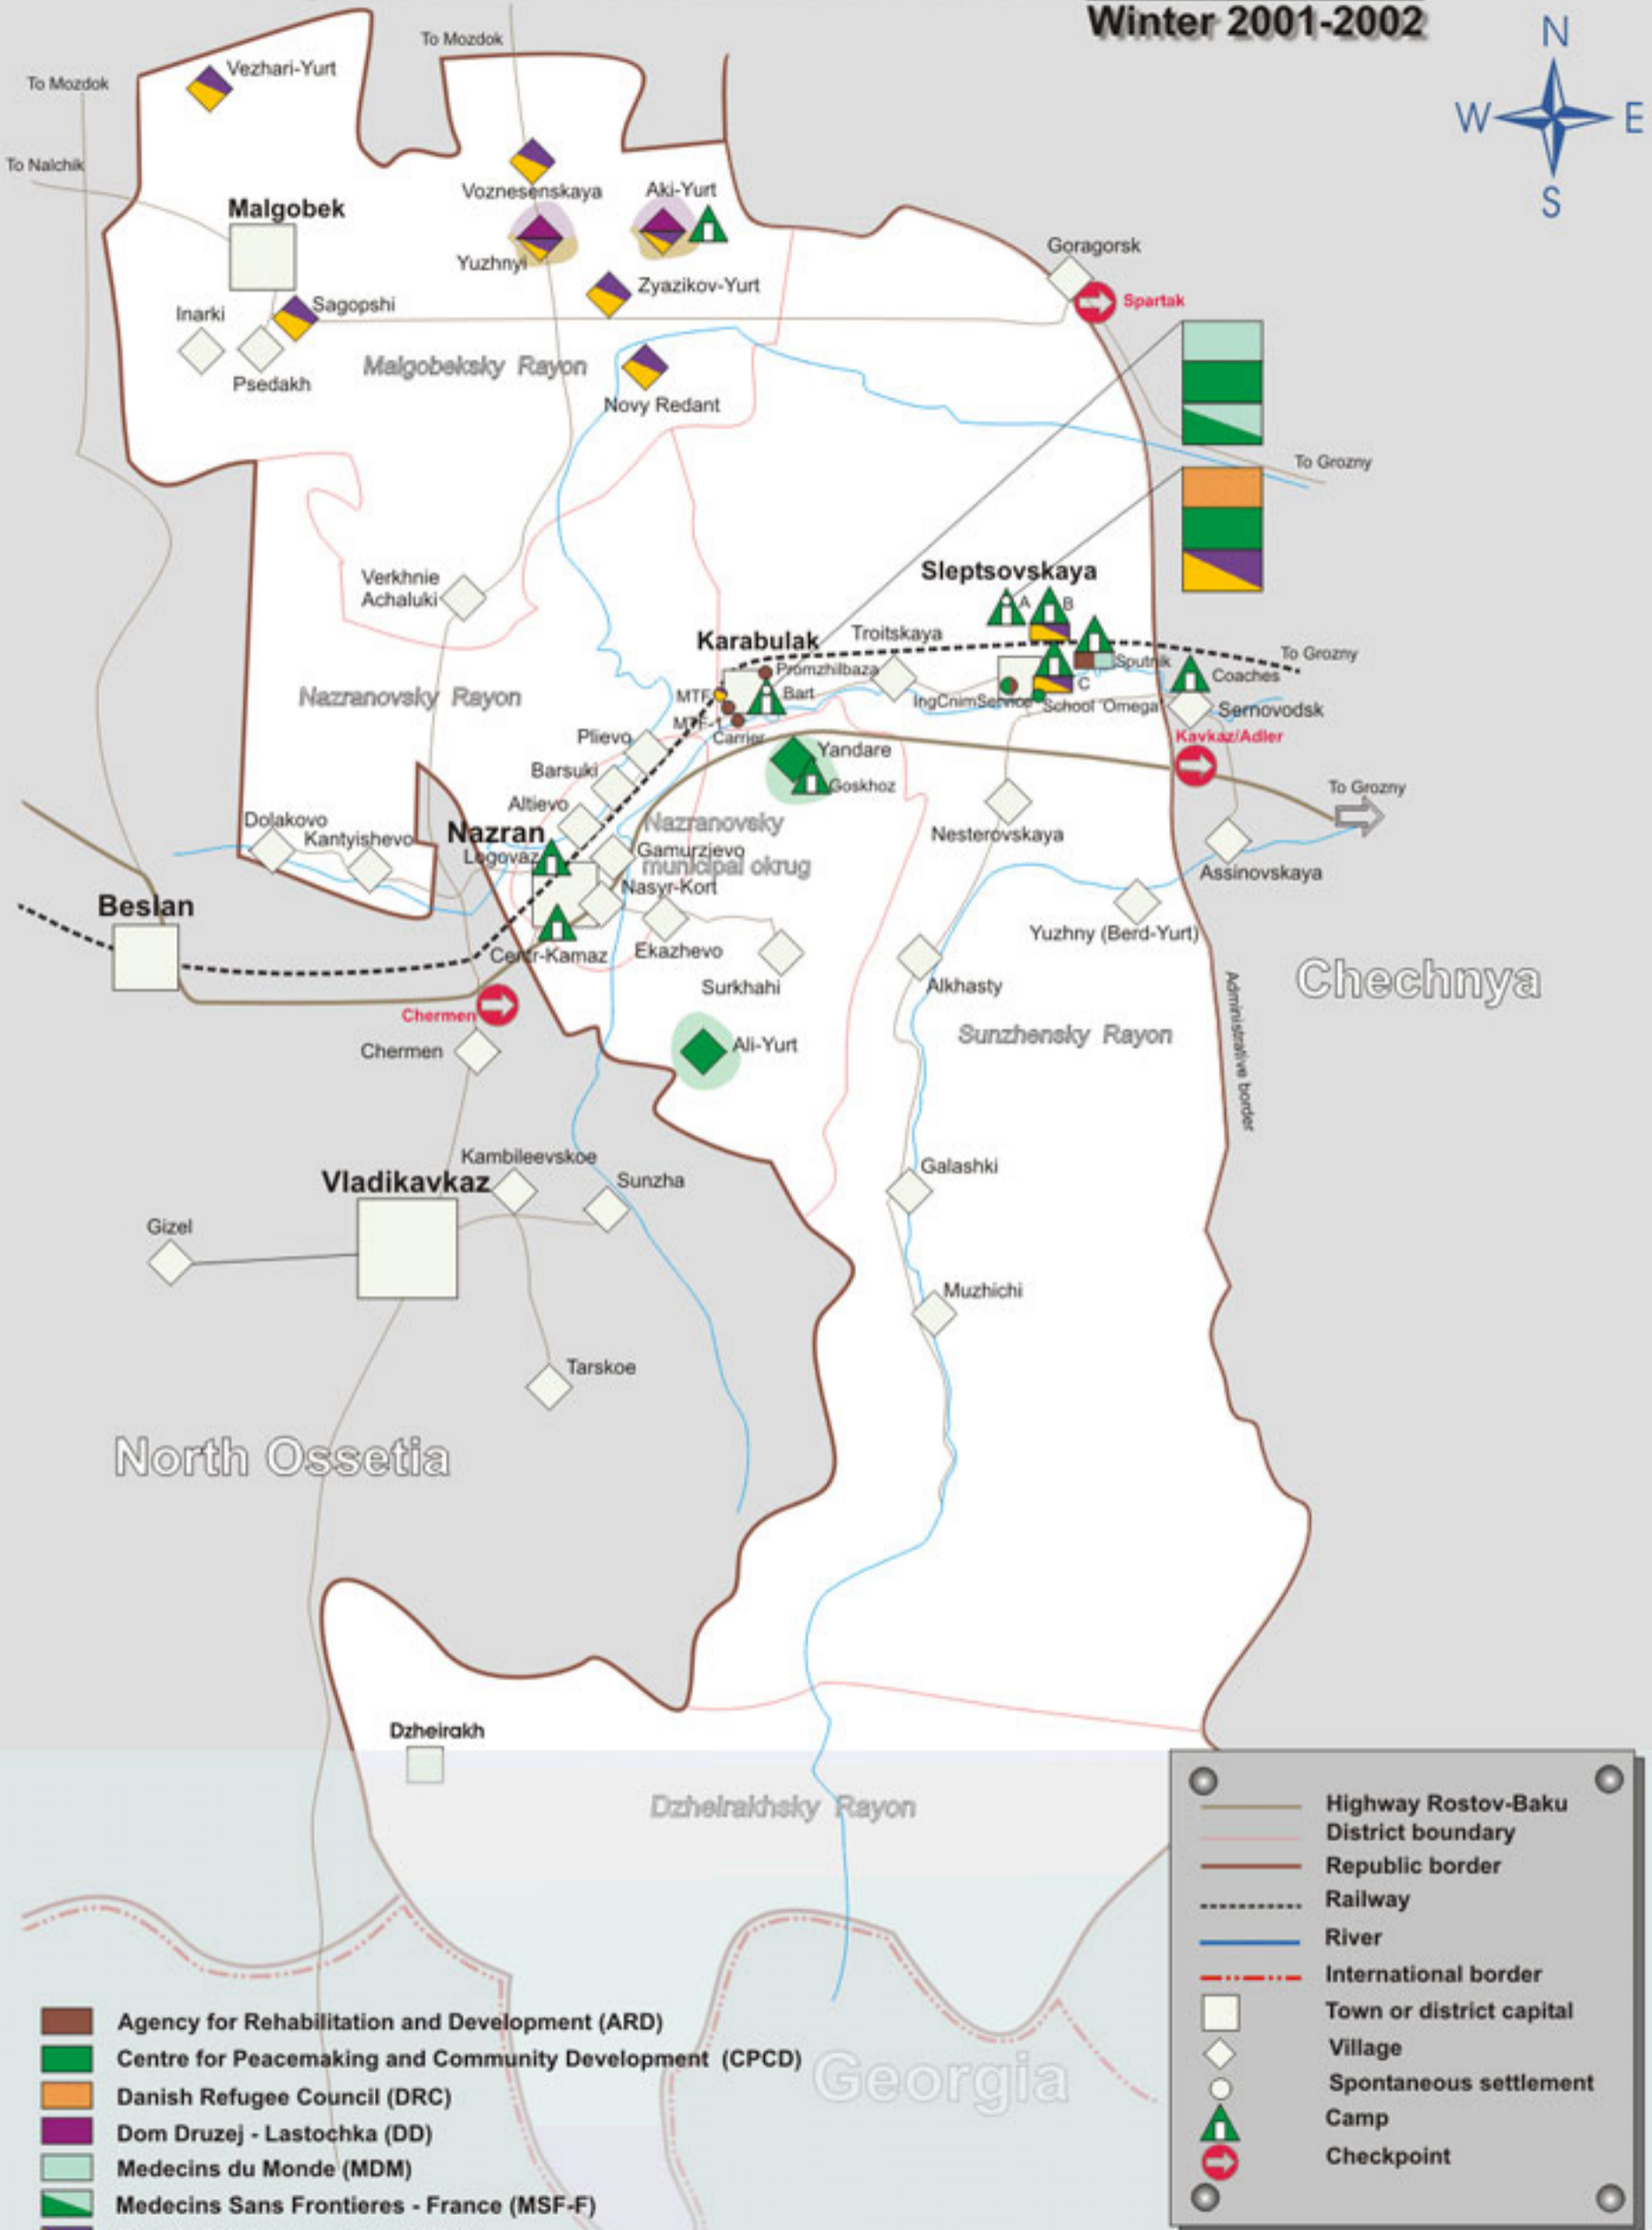 Winter 2001-2002
N
W
E
S
To Mozdok
To Mozdok
To Nalchik
Vezhari-Yurt
Voznesenskaya
Aki-Yurt
Malgobek
Yuzhnyi
Zyazikov-Yurt
Goragorsk
Spartak
Inarki
Sagopshi
Psedakh
Malgobeksky Rayon
Novy Redant
To Grozny
Verkhnie
Achaluki
Sleptsovskaya
A
B
Karabulak
Troitskaya
To Grozny
Promzhilbaza
Sputnik
Coaches
Nazranovsky Rayon
MTF
Bart
C
IngCnimService
School Omega
Sernovodsk
MTF-1
Carrier
Plievo
Kavkaz/Adler
Yandare
Barsuki
Goskhoz
To Grozny
Altievo
Dolakovo
Nazran
Nazranovsky
municipal okrug
Nesterovskaya
Kantyishevo
Logovaz
Gamurzievo
Assinovskaya
Nasyr-Kort
Beslan
Yuzhny (Berd-Yurt)
Centr-Kamaz
Ekazhevo
Surkhahi
Alkhasty
Chechnya
Chermen
Sunzhensky Rayon
Administrative border
Chermen
Ali-Yurt
Kambileevskoe
Galashki
Vladikavkaz
Sunzha
Gizel
Muzhichi
Tarskoe
North Ossetia
Dzheirakh
Dzheirakhsky Rayon
Georgia
Highway Rostov-Baku
District boundary
Republic border
Railway
River
International border
Town or district capital
Village
Spontaneous settlement
Camp
Checkpoint
Agency for Rehabilitation and Development (ARD)
Centre for Peacemaking and Community Development (CPCD)
Danish Refugee Council (DRC)
Dom Druzej - Lastochka (DD)
Medecins du Monde (MDM)
Medecins Sans Frontieres - France (MSF-F)